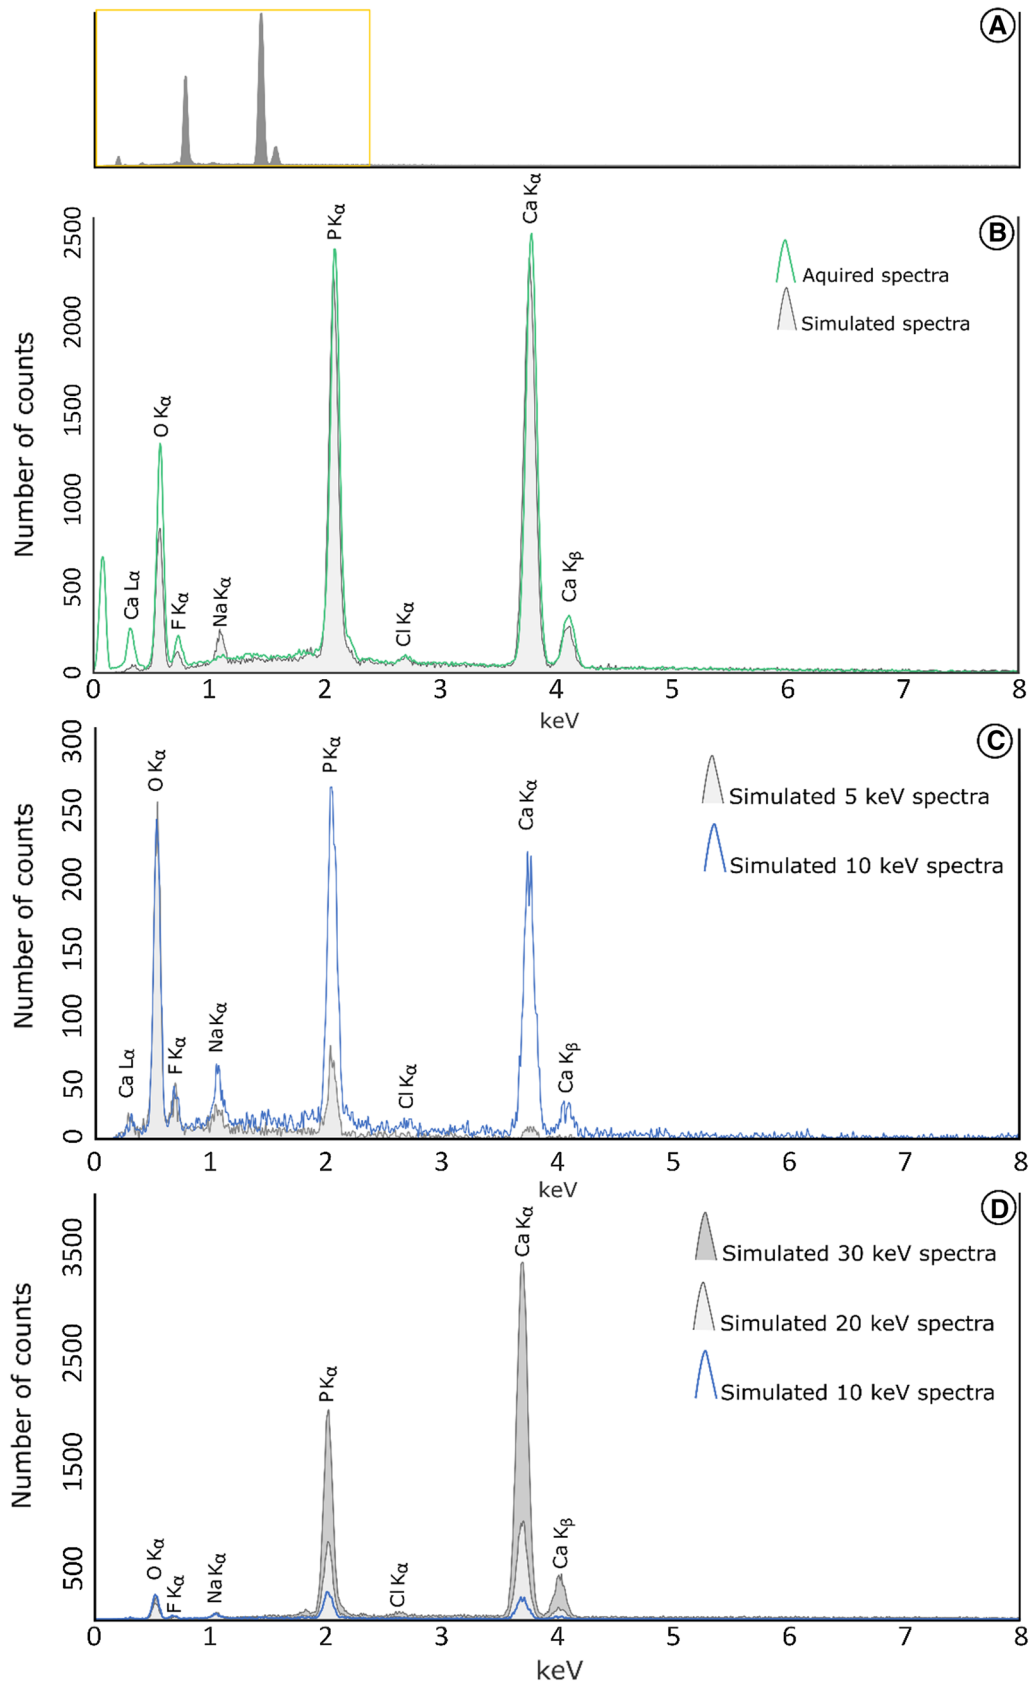 A
B
Number of counts
2500
2000
1500
1000
500
0
Ca Lα
O Kα
F Kα
Na Kα
P Kα
Cl Kα
Ca Kα
Ca Kβ
Aquired spectra
Simulated spectra
0 1 2 3 4 5 6 7 8
keV
C
Number of counts
300
250
200
150
100
50
0
Ca Lα
O Kα
F Kα
Na Kα
P Kα
Cl Kα
Ca Kα
Ca Kβ
Simulated 5 keV spectra
Simulated 10 keV spectra
0 1 2 3 4 5 6 7 8
keV
D
Number of counts
3500
2500
1500
500
O Kα
F Kα
Na Kα
P Kα
Cl Kα
Ca Kα
Ca Kβ
Simulated 30 keV spectra
Simulated 20 keV spectra
Simulated 10 keV spectra
0 1 2 3 4 5 6 7 8
keV